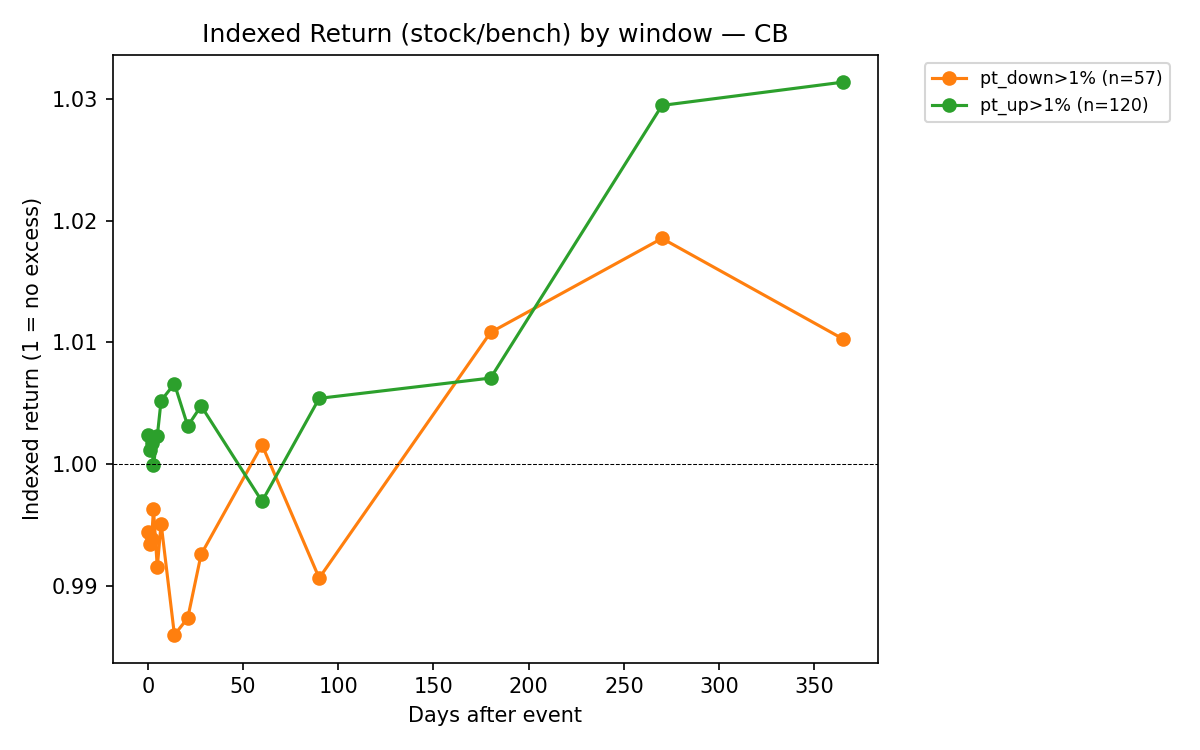 Indexed Return (stock/bench) by window — CB
Indexed return (1 = no excess)
1.03
1.02
1.01
1.00
0.99
0 50 100 150 200 250 300 350
Days after event
pt_down>1% (n=57)
pt_up>1% (n=120)